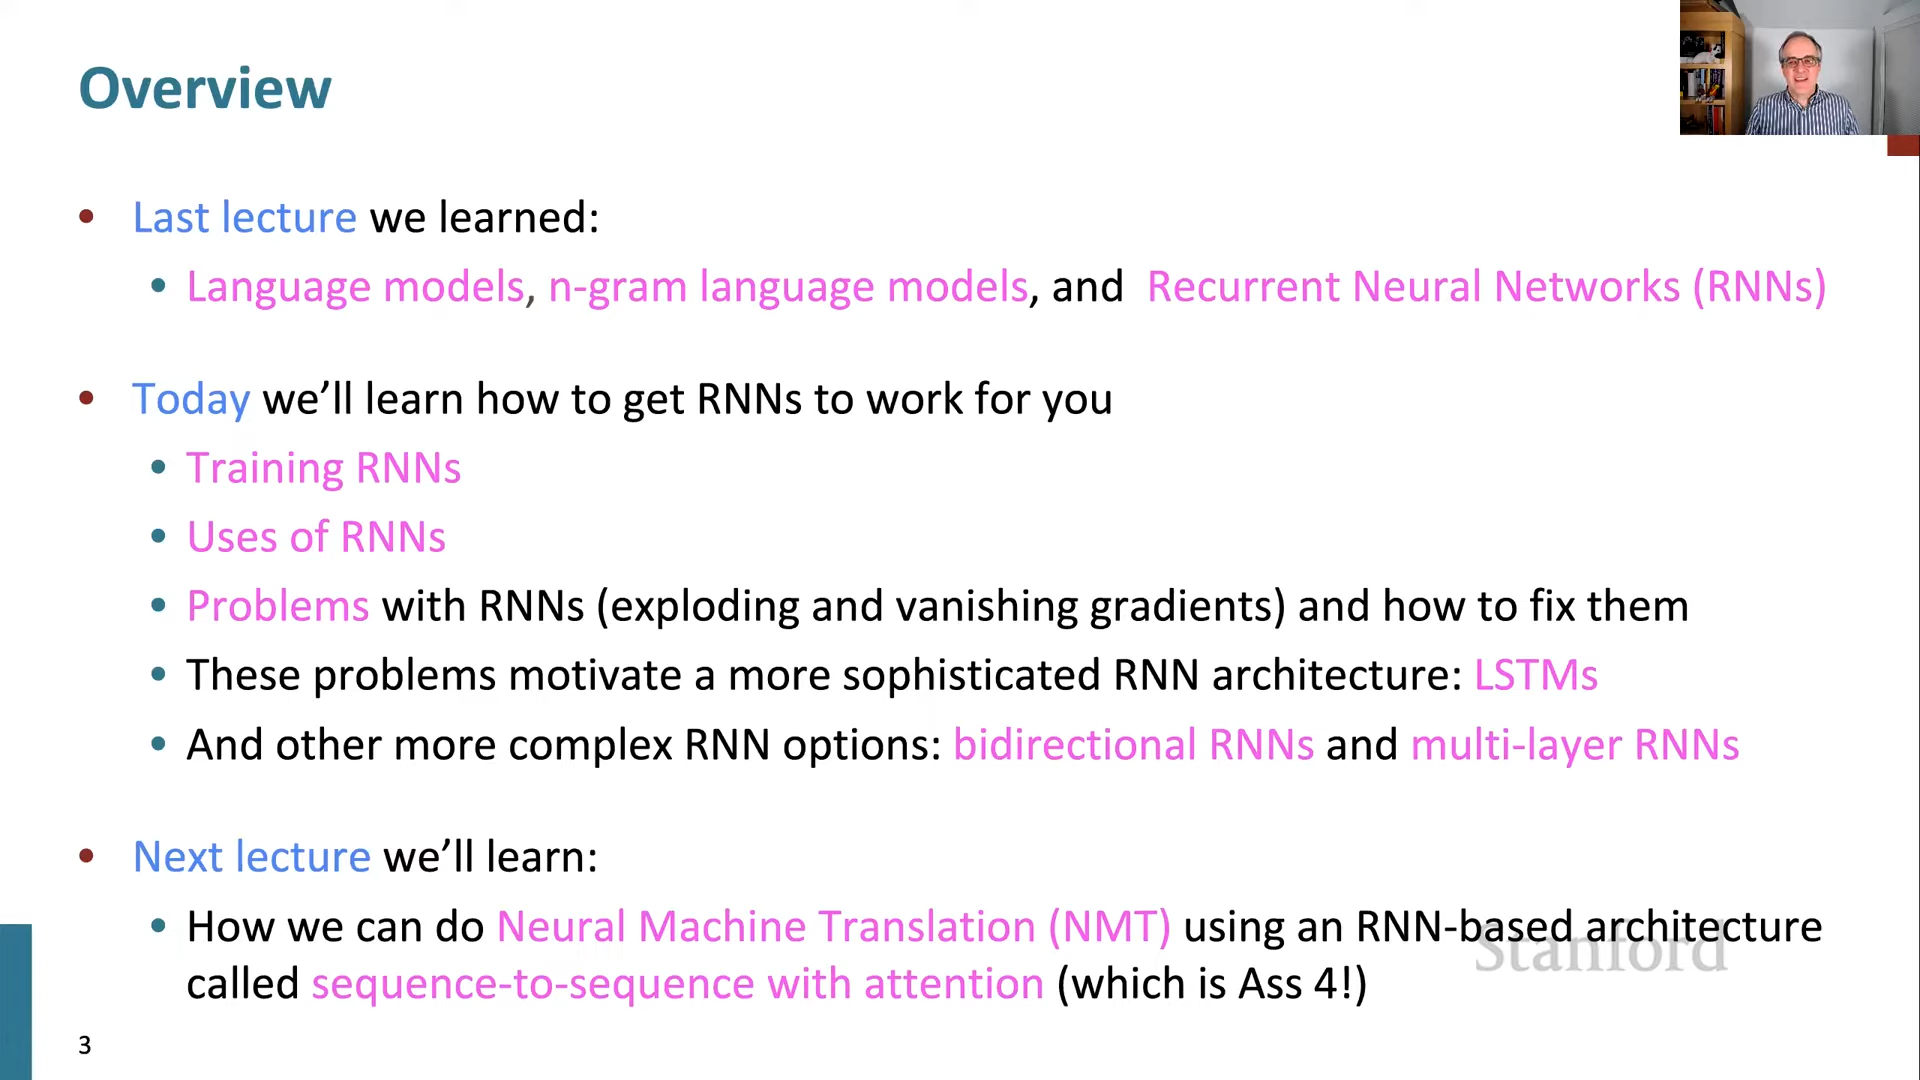 Overview
• Last lecture we learned:
• Language models, n-gram language models, and Recurrent Neural Networks (RNNs)
• Today we’ll learn how to get RNNs to work for you
• Training RNNs
• Uses of RNNs
• Problems with RNNs (exploding and vanishing gradients) and how to fix them
• These problems motivate a more sophisticated RNN architecture: LSTMs
• And other more complex RNN options: bidirectional RNNs and multi-layer RNNs
• Next lecture we’ll learn:
• How we can do Neural Machine Translation (NMT) using an RNN-based architecture
called sequence-to-sequence with attention (which is Ass 4!)
Stanford
3